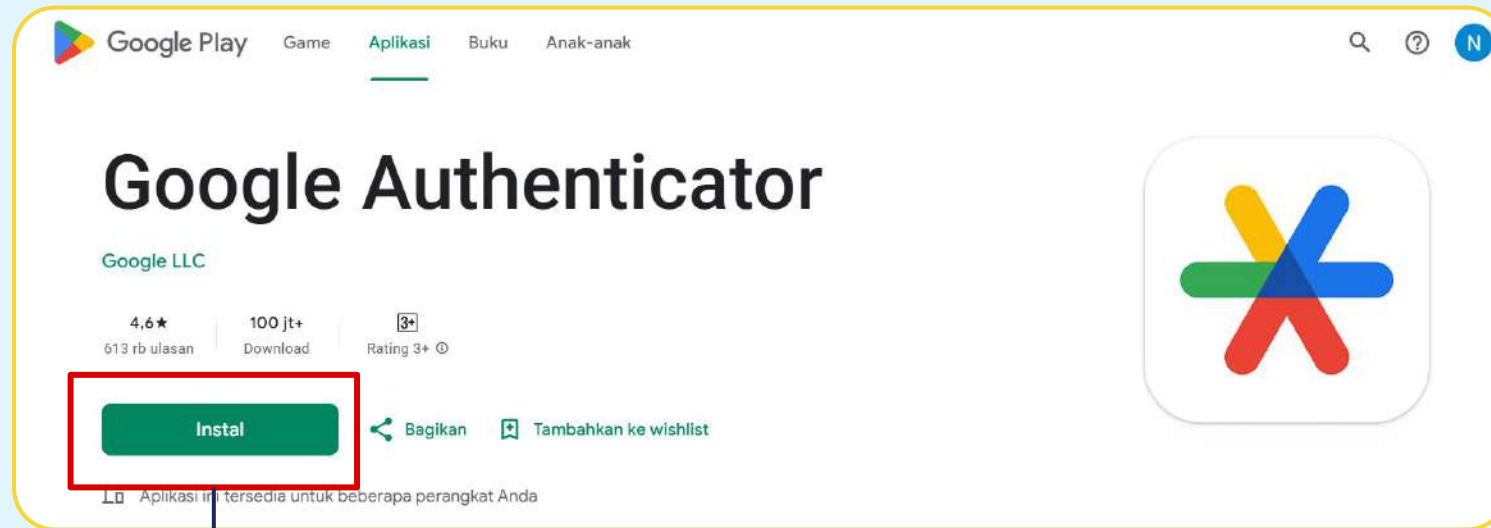 Google Play Game Aplikasi Buku Anak-anak N
Google Authenticator
Google LLC
4,6★ 100 jt+ 3+
613 rb ulasan Download Rating 3+
Instal Bagikan Tambahkan ke wishlist
Aplikasi ini tersedia untuk beberapa perangkat Anda